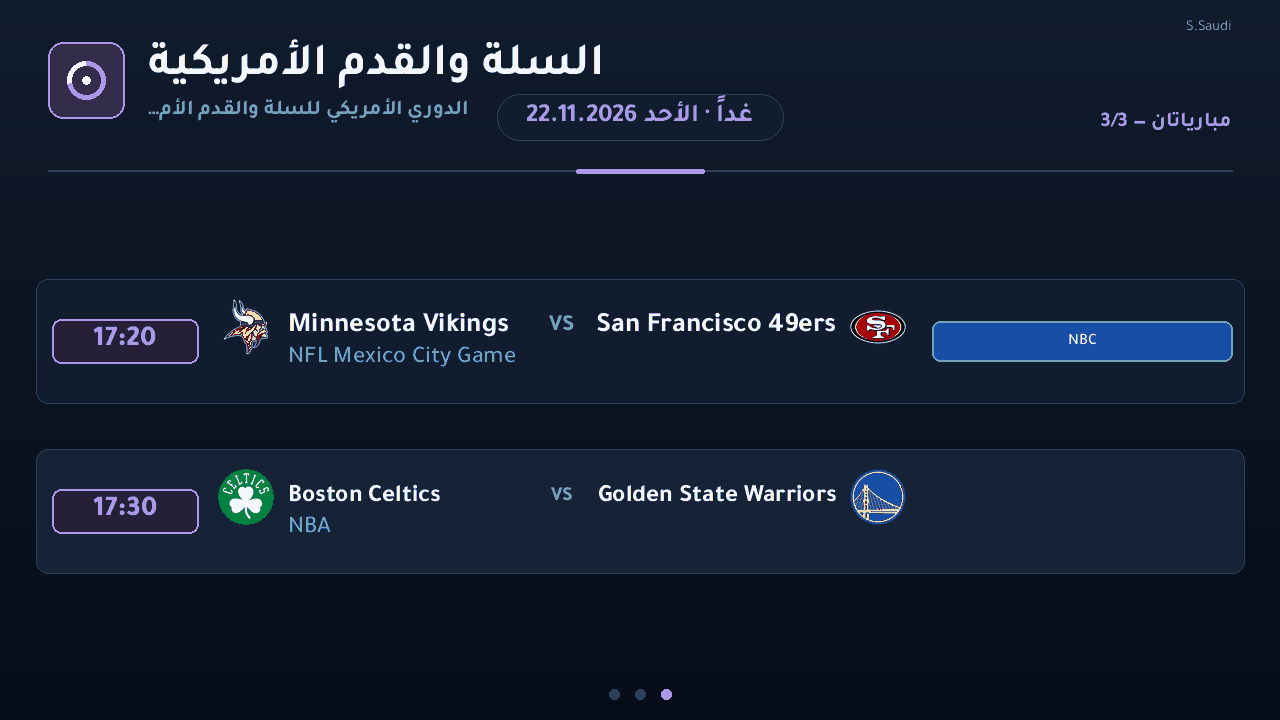 S.Saudi
السلة والقدم الأمريكية
الدوري الأمريكي للسلة والقدم الأم...
غداً · الأحد 22.11.2026
مبارياتان – 3/3
17:20
Minnesota Vikings vs San Francisco 49ers
NFL Mexico City Game
NBC
17:30
CELTICS
Boston Celtics vs Golden State Warriors
NBA